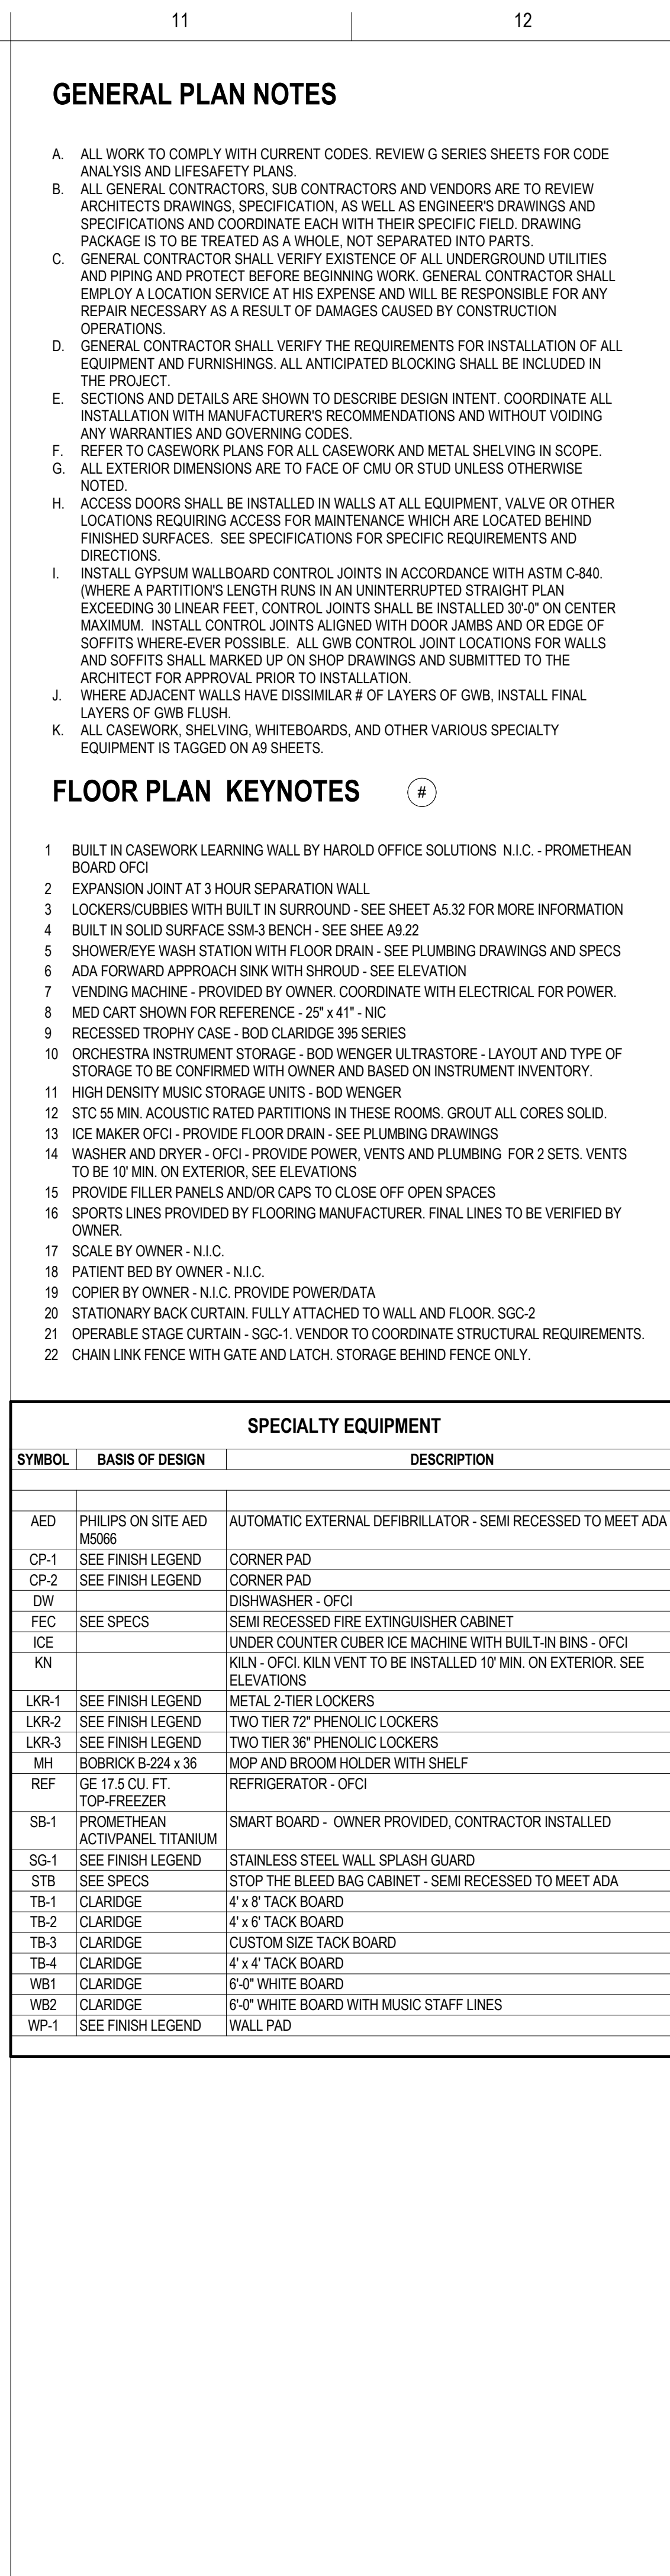 11 12
GENERAL PLAN NOTES
A. ALL WORK TO COMPLY WITH CURRENT CODES. REVIEW G SERIES SHEETS FOR CODE
ANALYSIS AND LIFESAFETY PLANS.
B. ALL GENERAL CONTRACTORS, SUB CONTRACTORS AND VENDORS ARE TO REVIEW
ARCHITECTS DRAWINGS, SPECIFICATION, AS WELL AS ENGINEER'S DRAWINGS AND
SPECIFICATIONS AND COORDINATE EACH WITH THEIR SPECIFIC FIELD. DRAWING
PACKAGE IS TO BE TREATED AS A WHOLE, NOT SEPARATED INTO PARTS.
C. GENERAL CONTRACTOR SHALL VERIFY EXISTENCE OF ALL UNDERGROUND UTILITIES
AND PIPING AND PROTECT BEFORE BEGINNING WORK. GENERAL CONTRACTOR SHALL
EMPLOY A LOCATION SERVICE AT HIS EXPENSE AND WILL BE RESPONSIBLE FOR ANY
REPAIR NECESSARY AS A RESULT OF DAMAGES CAUSED BY CONSTRUCTION
OPERATIONS.
D. GENERAL CONTRACTOR SHALL VERIFY THE REQUIREMENTS FOR INSTALLATION OF ALL
EQUIPMENT AND FURNISHINGS. ALL ANTICIPATED BLOCKING SHALL BE INCLUDED IN
THE PROJECT.
E. SECTIONS AND DETAILS ARE SHOWN TO DESCRIBE DESIGN INTENT. COORDINATE ALL
INSTALLATION WITH MANUFACTURER'S RECOMMENDATIONS AND WITHOUT VOIDING
ANY WARRANTIES AND GOVERNING CODES.
F. REFER TO CASEWORK PLANS FOR ALL CASEWORK AND METAL SHELVING IN SCOPE.
G. ALL EXTERIOR DIMENSIONS ARE TO FACE OF CMU OR STUD UNLESS OTHERWISE
NOTED.
H. ACCESS DOORS SHALL BE INSTALLED IN WALLS AT ALL EQUIPMENT, VALVE OR OTHER
LOCATIONS REQUIRING ACCESS FOR MAINTENANCE WHICH ARE LOCATED BEHIND
FINISHED SURFACES. SEE SPECIFICATIONS FOR SPECIFIC REQUIREMENTS AND
DIRECTIONS.
I. INSTALL GYPSUM WALLBOARD CONTROL JOINTS IN ACCORDANCE WITH ASTM C-840.
(WHERE A PARTITION'S LENGTH RUNS IN AN UNINTERRUPTED STRAIGHT PLAN
EXCEEDING 30 LINEAR FEET, CONTROL JOINTS SHALL BE INSTALLED 30'-0" ON CENTER
MAXIMUM. INSTALL CONTROL JOINTS ALIGNED WITH DOOR JAMBS AND OR EDGE OF
SOFFITS WHERE-EVER POSSIBLE. ALL GWB CONTROL JOINT LOCATIONS FOR WALLS
AND SOFFITS SHALL MARKED UP ON SHOP DRAWINGS AND SUBMITTED TO THE
ARCHITECT FOR APPROVAL PRIOR TO INSTALLATION.
J. WHERE ADJACENT WALLS HAVE DISSIMILAR # OF LAYERS OF GWB, INSTALL FINAL
LAYERS OF GWB FLUSH.
K. ALL CASEWORK, SHELVING, WHITEBOARDS, AND OTHER VARIOUS SPECIALTY
EQUIPMENT IS TAGGED ON A9 SHEETS.
FLOOR PLAN KEYNOTES #
1 BUILT IN CASEWORK LEARNING WALL BY HAROLD OFFICE SOLUTIONS N.I.C. - PROMETHEAN
BOARD OFCI
2 EXPANSION JOINT AT 3 HOUR SEPARATION WALL
3 LOCKERS/CUBBIES WITH BUILT IN SURROUND - SEE SHEET A5.32 FOR MORE INFORMATION
4 BUILT IN SOLID SURFACE SSM-3 BENCH - SEE SHEE A9.22
5 SHOWER/EYE WASH STATION WITH FLOOR DRAIN - SEE PLUMBING DRAWINGS AND SPECS
6 ADA FORWARD APPROACH SINK WITH SHROUD - SEE ELEVATION
7 VENDING MACHINE - PROVIDED BY OWNER. COORDINATE WITH ELECTRICAL FOR POWER.
8 MED CART SHOWN FOR REFERENCE - 25" x 41" - NIC
9 RECESSED TROPHY CASE - BOD CLARIDGE 395 SERIES
10 ORCHESTRA INSTRUMENT STORAGE - BOD WENGER ULTRASTORE - LAYOUT AND TYPE OF
STORAGE TO BE CONFIRMED WITH OWNER AND BASED ON INSTRUMENT INVENTORY.
11 HIGH DENSITY MUSIC STORAGE UNITS - BOD WENGER
12 STC 55 MIN. ACOUSTIC RATED PARTITIONS IN THESE ROOMS. GROUT ALL CORES SOLID.
13 ICE MAKER OFCI - PROVIDE FLOOR DRAIN - SEE PLUMBING DRAWINGS
14 WASHER AND DRYER - OFCI - PROVIDE POWER, VENTS AND PLUMBING FOR 2 SETS. VENTS
TO BE 10' MIN. ON EXTERIOR, SEE ELEVATIONS
15 PROVIDE FILLER PANELS AND/OR CAPS TO CLOSE OFF OPEN SPACES
16 SPORTS LINES PROVIDED BY FLOORING MANUFACTURER. FINAL LINES TO BE VERIFIED BY
OWNER.
17 SCALE BY OWNER - N.I.C.
18 PATIENT BED BY OWNER - N.I.C.
19 COPIER BY OWNER - N.I.C. PROVIDE POWER/DATA
20 STATIONARY BACK CURTAIN. FULLY ATTACHED TO WALL AND FLOOR. SGC-2
21 OPERABLE STAGE CURTAIN - SGC-1. VENDOR TO COORDINATE STRUCTURAL REQUIREMENTS.
22 CHAIN LINK FENCE WITH GATE AND LATCH. STORAGE BEHIND FENCE ONLY.
SPECIALTY EQUIPMENT
SYMBOL BASIS OF DESIGN DESCRIPTION
AED PHILIPS ON SITE AED AUTOMATIC EXTERNAL DEFIBRILLATOR - SEMI RECESSED TO MEET ADA
M5066
CP-1 SEE FINISH LEGEND CORNER PAD
CP-2 SEE FINISH LEGEND CORNER PAD
DW DISHWASHER - OFCI
FEC SEE SPECS SEMI RECESSED FIRE EXTINGUISHER CABINET
ICE UNDER COUNTER CUBER ICE MACHINE WITH BUILT-IN BINS - OFCI
KN KILN - OFCI. KILN VENT TO BE INSTALLED 10' MIN. ON EXTERIOR. SEE
ELEVATIONS
LKR-1 SEE FINISH LEGEND METAL 2-TIER LOCKERS
LKR-2 SEE FINISH LEGEND TWO TIER 72" PHENOLIC LOCKERS
LKR-3 SEE FINISH LEGEND TWO TIER 36" PHENOLIC LOCKERS
MH BOBRICK B-224 x 36 MOP AND BROOM HOLDER WITH SHELF
REF GE 17.5 CU. FT. REFRIGERATOR - OFCI
TOP-FREEZER
SB-1 PROMETHEAN SMART BOARD - OWNER PROVIDED, CONTRACTOR INSTALLED
ACTIVPANEL TITANIUM
SG-1 SEE FINISH LEGEND STAINLESS STEEL WALL SPLASH GUARD
STB SEE SPECS STOP THE BLEED BAG CABINET - SEMI RECESSED TO MEET ADA
TB-1 CLARIDGE 4' x 8' TACK BOARD
TB-2 CLARIDGE 4' x 6' TACK BOARD
TB-3 CLARIDGE CUSTOM SIZE TACK BOARD
TB-4 CLARIDGE 4' x 4' TACK BOARD
WB1 CLARIDGE 6'-0" WHITE BOARD
WB2 CLARIDGE 6'-0" WHITE BOARD WITH MUSIC STAFF LINES
WP-1 SEE FINISH LEGEND WALL PAD